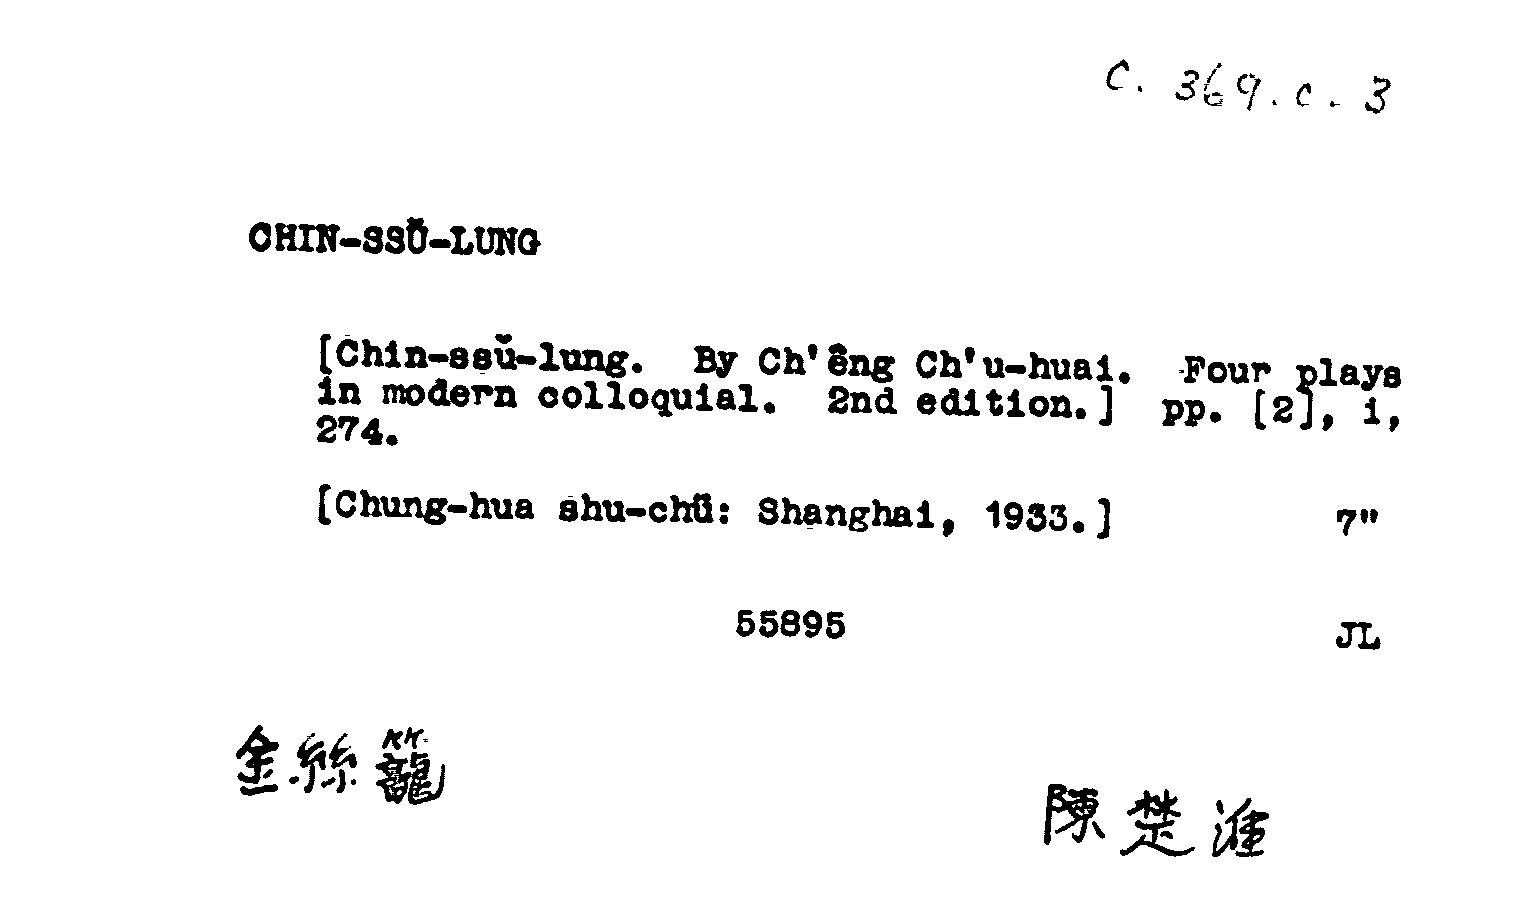 C. 369.c.3
CHIN-SSŬ-LUNG
[Chin-ssŭ-lung. By Ch'êng Ch'u-huai. Four plays
in modern colloquial. 2nd edition.] pp. [2], i,
274.
[Chung-hua shu-chü: Shanghai, 1933.] 7"
55895 JL
金絲籠
陳楚淮